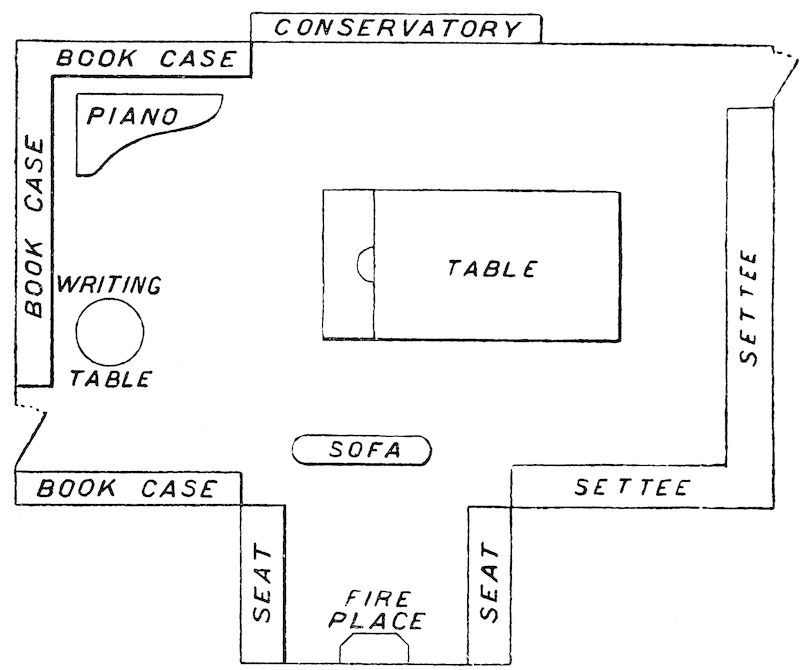 CONSERVATORY
BOOK CASE
PIANO
BOOK CASE
WRITING
TABLE
TABLE
SETTEE
SOFA
BOOK CASE
SETTEE
SEAT
SEAT
FIRE
PLACE